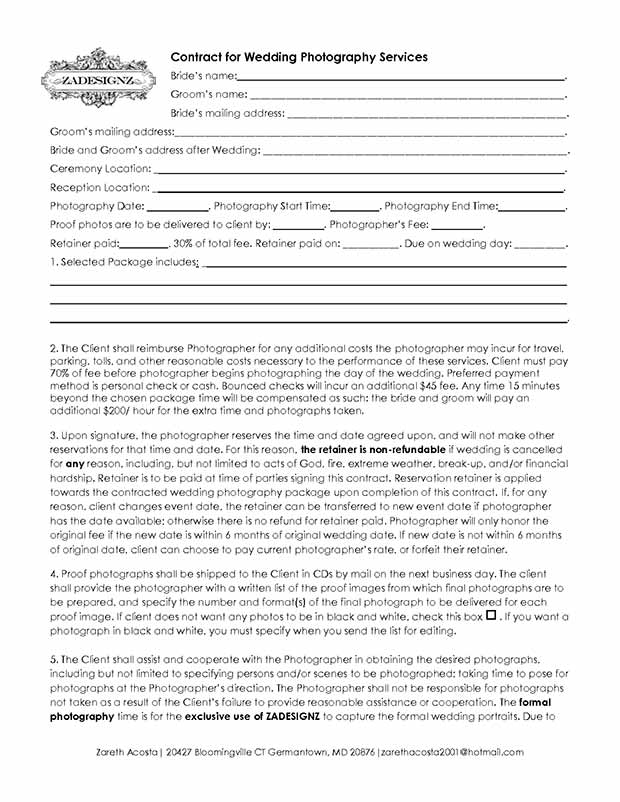 ZADESIGNZ
Contract for Wedding Photography Services
Bride's name:______________.
Groom's name: ______________.
Bride's mailing address: ______________.
Groom's mailing address:______________.
Bride and Groom's address after Wedding: ______________.
Ceremony Location: ______________.
Reception Location: ______________.
Photography Date: __________. Photography Start Time:________. Photography End Time:__________.
Proof photos are to be delivered to client by: ________. Photographer's Fee: ________.
Retainer paid:________. 30% of total fee. Retainer paid on: _________. Due on wedding day: ________.
1. Selected Package includes: ______________
______________
______________
______________.
2. The Client shall reimburse Photographer for any additional costs the photographer may incur for travel,
parking, tolls, and other reasonable costs necessary to the performance of these services. Client must pay
70% of fee before photographer begins photographing the day of the wedding. Preferred payment
method is personal check or cash. Bounced checks will incur an additional $45 fee. Any time 15 minutes
beyond the chosen package time will be compensated as such: the bride and groom will pay an
additional $200/ hour for the extra time and photographs taken.
3. Upon signature, the photographer reserves the time and date agreed upon, and will not make other
reservations for that time and date. For this reason, the retainer is non-refundable if wedding is cancelled
for any reason, including, but not limited to acts of God, fire, extreme weather, break-up, and/or financial
hardship. Retainer is to be paid at time of parties signing this contract. Reservation retainer is applied
towards the contracted wedding photography package upon completion of this contract. If, for any
reason, client changes event date, the retainer can be transferred to new event date if photographer
has the date available; otherwise there is no refund for retainer paid. Photographer will only honor the
original fee if the new date is within 6 months of original wedding date. If new date is not within 6 months
of original date, client can choose to pay current photographer's rate, or forfeit their retainer.
4. Proof photographs shall be shipped to the Client in CDs by mail on the next business day. The client
shall provide the photographer with a written list of the proof images from which final photographs are to
be prepared, and specify the number and format(s) of the final photograph to be delivered for each
proof image. If client does not want any photos to be in black and white, check this box ☐ . If you want a
photograph in black and white, you must specify when you send the list for editing.
5. The Client shall assist and cooperate with the Photographer in obtaining the desired photographs,
including but not limited to specifying persons and/or scenes to be photographed; taking time to pose for
photographs at the Photographer's direction. The Photographer shall not be responsible for photographs
not taken as a result of the Client's failure to provide reasonable assistance or cooperation. The formal
photography time is for the exclusive use of ZADESIGNZ to capture the formal wedding portraits. Due to
Zareth Acosta| 20427 Bloomingville CT Germantown, MD 20876 |zarethacosta2001@hotmail.com